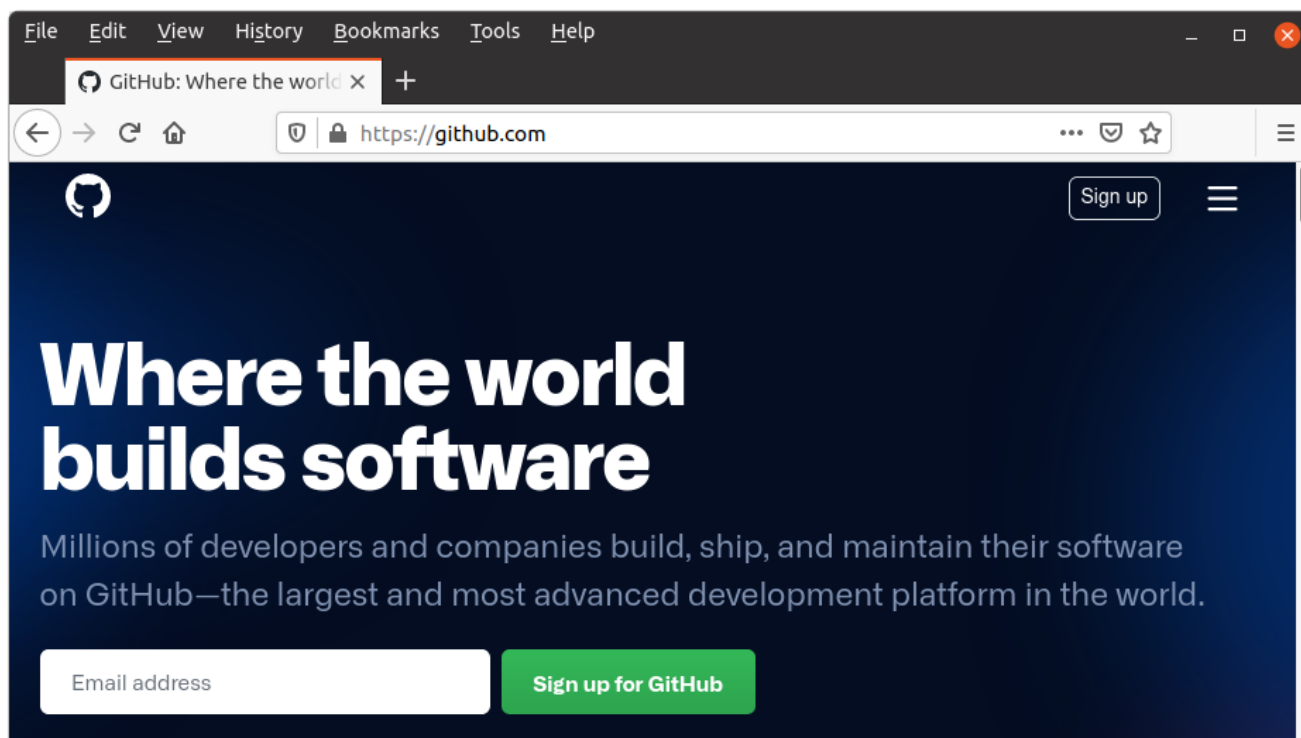 File Edit View History Bookmarks Tools Help
GitHub: Where the world
https://github.com
Sign up
Where the world
builds software
Millions of developers and companies build, ship, and maintain their software
on GitHub—the largest and most advanced development platform in the world.
Email address
Sign up for GitHub